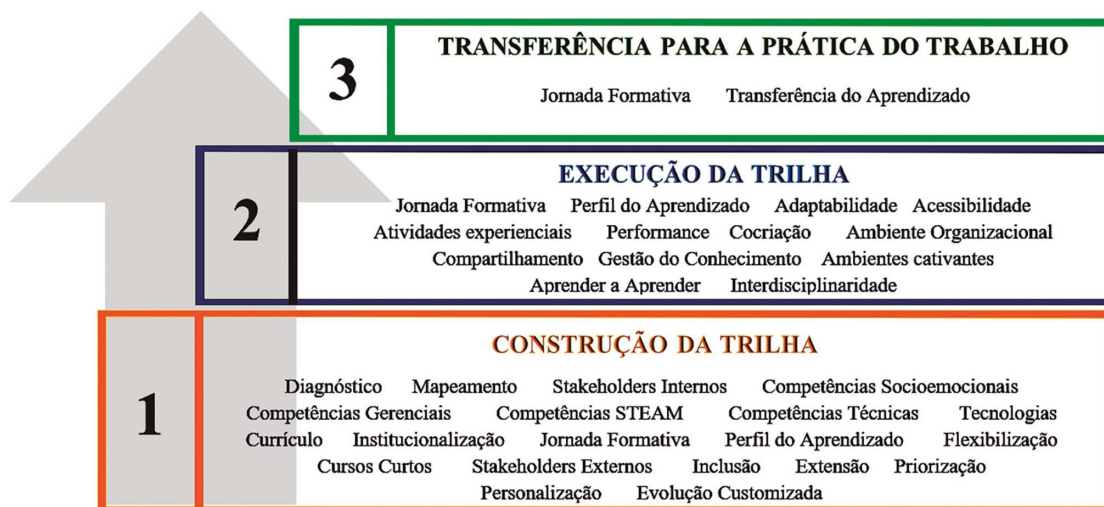 3
TRANSFERÊNCIA PARA A PRÁTICA DO TRABALHO
Jornada Formativa Transferência do Aprendizado
2
EXECUÇÃO DA TRILHA
Jornada Formativa Perfil do Aprendizado Adaptabilidade Acessibilidade
Atividades experienciais Performance Cocriação Ambiente Organizacional
Compartilhamento Gestão do Conhecimento Ambientes cativantes
Aprender a Aprender Interdisciplinaridade
1
CONSTRUÇÃO DA TRILHA
Diagnóstico Mapeamento Stakeholders Internos Competências Socioemocionais
Competências Gerenciais Competências STEAM Competências Técnicas Tecnologias
Currículo Institucionalização Jornada Formativa Perfil do Aprendizado Flexibilização
Cursos Curtos Stakeholders Externos Inclusão Extensão Priorização
Personalização Evolução Customizada